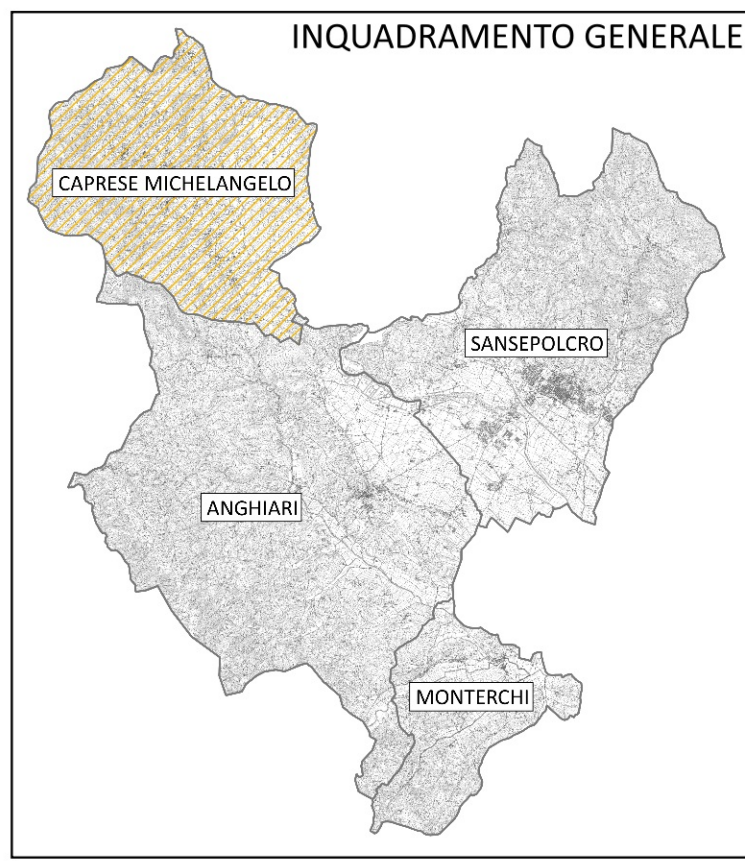 INQUADRAMENTO GENERALE
CAPRESE MICHELANGELO
SANSEPOLCRO
ANGHIARI
MONTERCHI